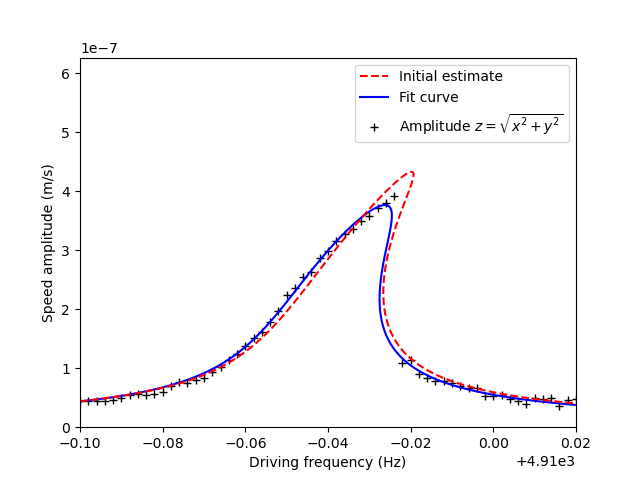 1e−7
6
5
4
3
2
1
0
Speed amplitude (m/s)
Initial estimate
Fit curve
Amplitude z = √x² + y²
−0.10 −0.08 −0.06 −0.04 −0.02 0.00 0.02
Driving frequency (Hz)
+4.91e3